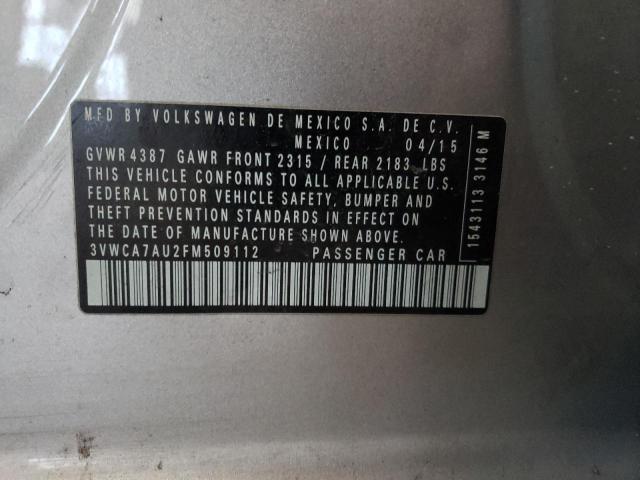 MFD BY VOLKSWAGEN DE MEXICO S.A. DE C.V.
MEXICO 04/15
GVWR 4387 GAWR FRONT 2315 / REAR 2183 LBS
THIS VEHICLE CONFORMS TO ALL APPLICABLE U.S.
FEDERAL MOTOR VEHICLE SAFETY, BUMPER AND
THEFT PREVENTION STANDARDS IN EFFECT ON
THE DATE OF MANUFACTURE SHOWN ABOVE.
3VWCA7AU2FM509112 PASSENGER CAR
1543113 3146 M